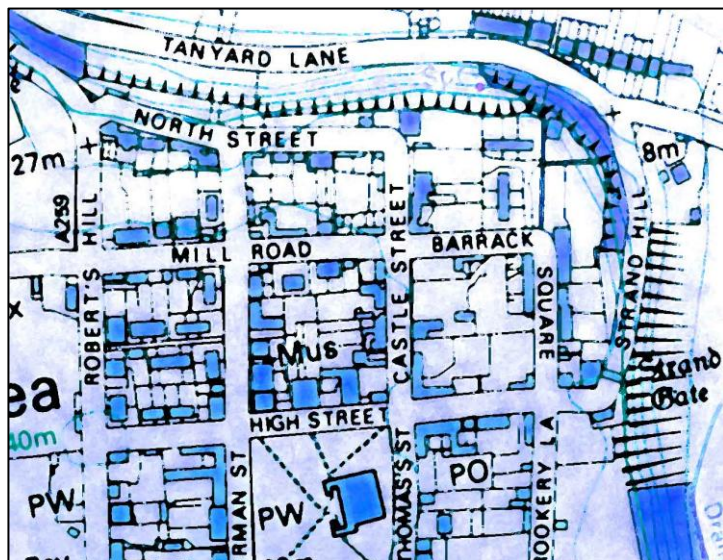 TANYARD LANE
NORTH STREET
27m
8m
A259
ROBERT'S HILL
MILL ROAD
CASTLE STREET
BARRACK SQUARE
STRAND HILL
x
Mus
Strand Gate
ea
40m
HIGH STREET
PW
RMAN ST
PW
THOMAS'S ST
PO
OOKERY LA